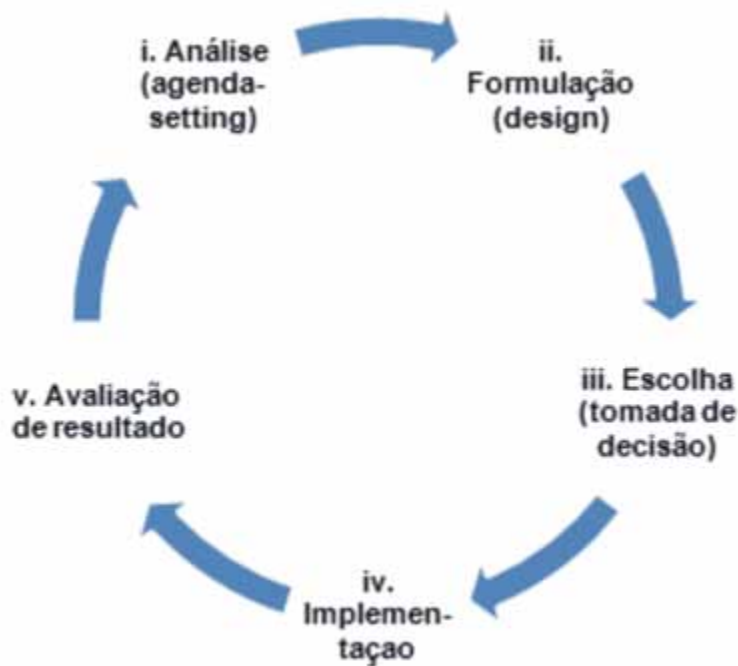 i. Análise
(agenda-
setting)
ii.
Formulação
(design)
iii. Escolha
(tomada de
decisão)
iv.
Implemen-
taçao
v. Avaliação
de resultado